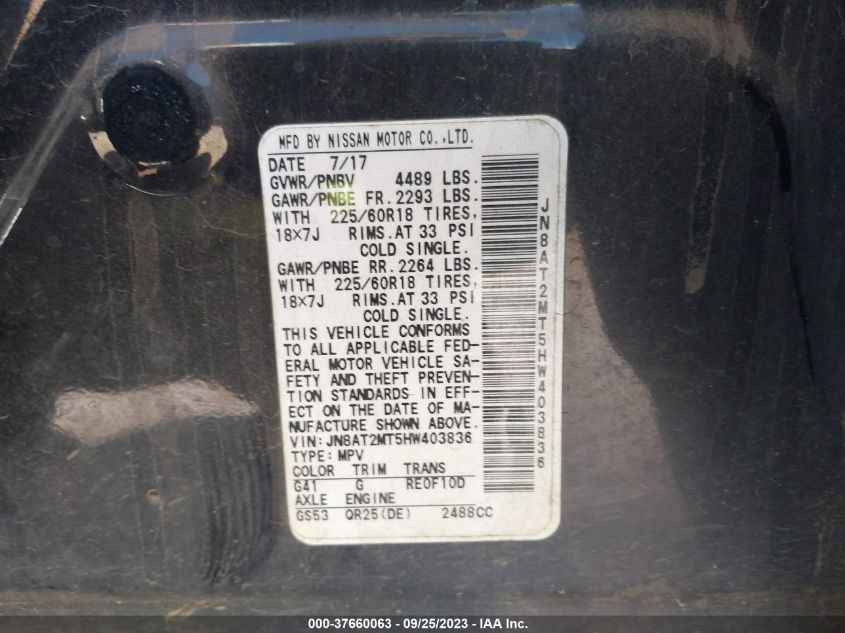 MFD BY NISSAN MOTOR CO.,LTD.
DATE 7/17
GVWR/PNBV 4489 LBS.
GAWR/PNBE FR. 2293 LBS.
WITH 225/60R18 TIRES,
18×7J RIMS. AT 33 PSI
COLD SINGLE.
GAWR/PNBE RR. 2264 LBS.
WITH 225/60R18 TIRES,
18×7J RIMS. AT 33 PSI
COLD SINGLE.
THIS VEHICLE CONFORMS
TO ALL APPLICABLE FED-
ERAL MOTOR VEHICLE SA-
FETY AND THEFT PREVEN-
TION STANDARDS IN EFF-
ECT ON THE DATE OF MA-
NUFACTURE SHOWN ABOVE.
VIN:JN8AT2MT5HW403836
TYPE:MPV
COLOR TRIM TRANS
G41 G RE0F10D
AXLE ENGINE
GS53 QR25(DE) 2488CC
JN8AT2MT5HW403836
000-37660063 - 09/25/2023 - IAA Inc.